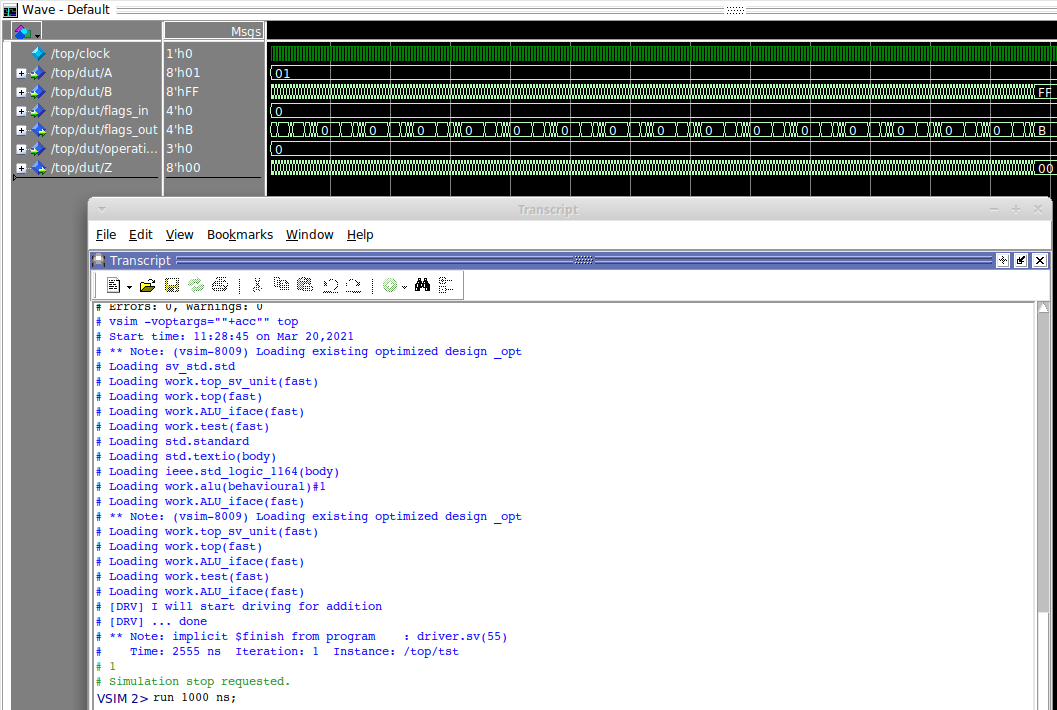 Wave - Default
Msgs
/top/clock 1'h0
/top/dut/A 8'h01 01
/top/dut/B 8'hFF FF
/top/dut/flags_in 4'h0 0
/top/dut/flags_out 4'hB 0 0 0 0 0 0 0 0 0 0 0 0 0 0 0 B
/top/dut/operati... 3'h0 0
/top/dut/Z 8'h00 00
Transcript
File Edit View Bookmarks Window Help
Transcript
# Errors: 0, Warnings: 0
# vsim -voptargs=""+acc"" top
# Start time: 11:28:45 on Mar 20,2021
# ** Note: (vsim-8009) Loading existing optimized design _opt
# Loading sv_std.std
# Loading work.top_sv_unit(fast)
# Loading work.top(fast)
# Loading work.ALU_iface(fast)
# Loading work.test(fast)
# Loading std.standard
# Loading std.textio(body)
# Loading ieee.std_logic_1164(body)
# Loading work.alu(behavioural)#1
# Loading work.ALU_iface(fast)
# ** Note: (vsim-8009) Loading existing optimized design _opt
# Loading work.top_sv_unit(fast)
# Loading work.top(fast)
# Loading work.ALU_iface(fast)
# Loading work.test(fast)
# Loading work.ALU_iface(fast)
# [DRV] I will start driving for addition
# [DRV] ... done
# ** Note: implicit $finish from program    : driver.sv(55)
#    Time: 2555 ns  Iteration: 1  Instance: /top/tst
# 1
# Simulation stop requested.
VSIM 2> run 1000 ns;